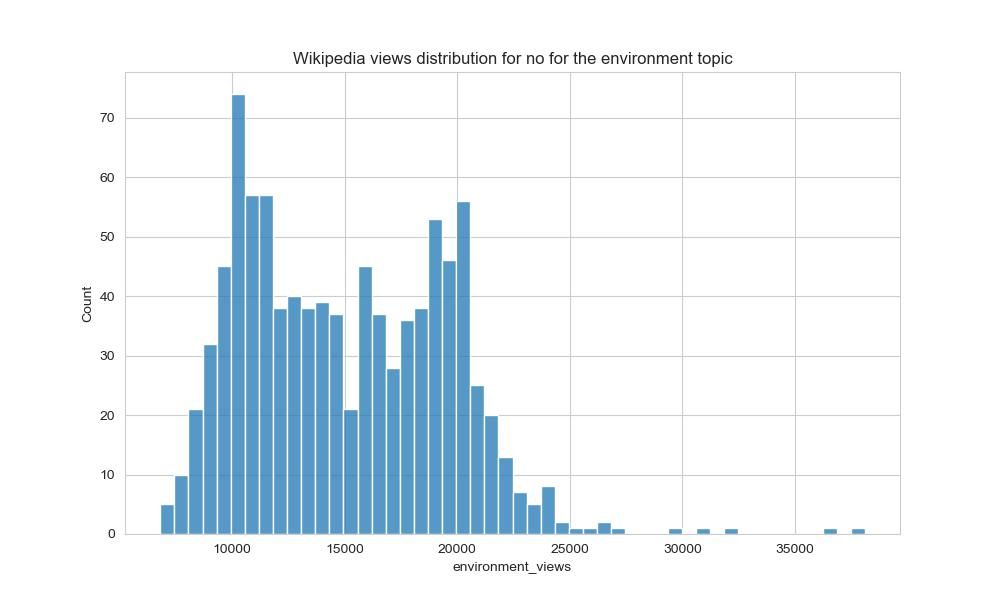 Wikipedia views distribution for no for the environment topic
70
60
50
40
30
20
10
0
Count
10000 15000 20000 25000 30000 35000
environment_views